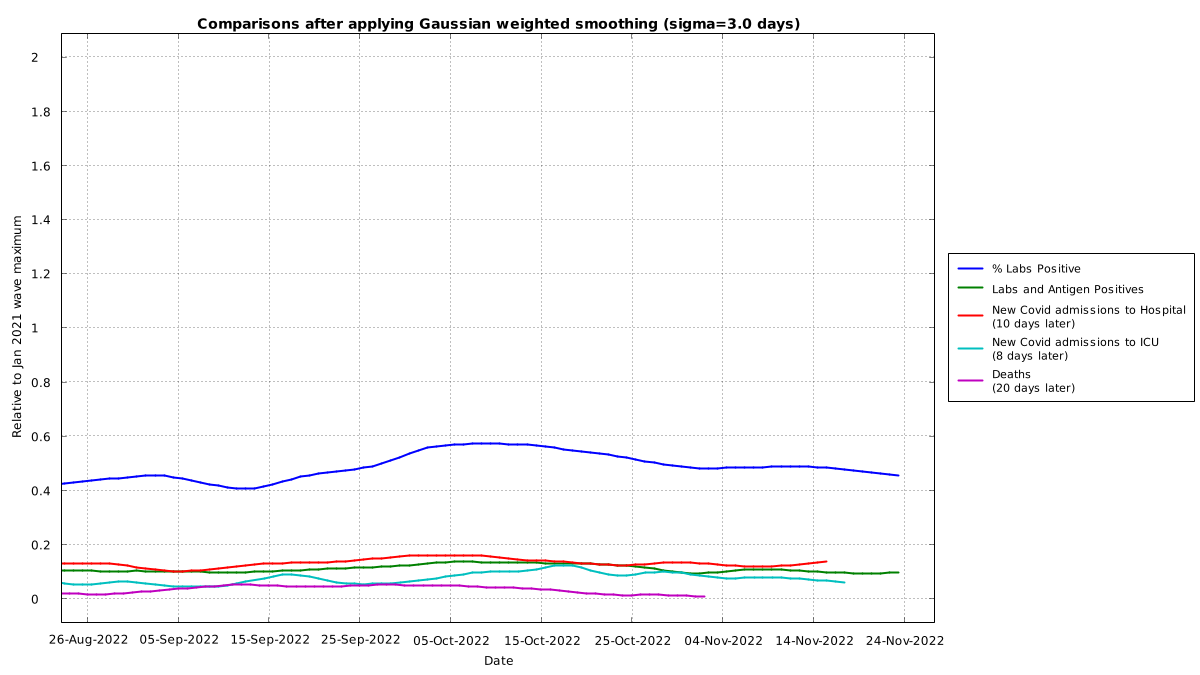 Comparisons after applying Gaussian weighted smoothing (sigma=3.0 days)
2
1.8
1.6
1.4
1.2
1
0.8
0.6
0.4
0.2
0
Relative to Jan 2021 wave maximum
26-Aug-2022 05-Sep-2022 15-Sep-2022 25-Sep-2022 05-Oct-2022 15-Oct-2022 25-Oct-2022 04-Nov-2022 14-Nov-2022 24-Nov-2022
Date
% Labs Positive
Labs and Antigen Positives
New Covid admissions to Hospital
(10 days later)
New Covid admissions to ICU
(8 days later)
Deaths
(20 days later)